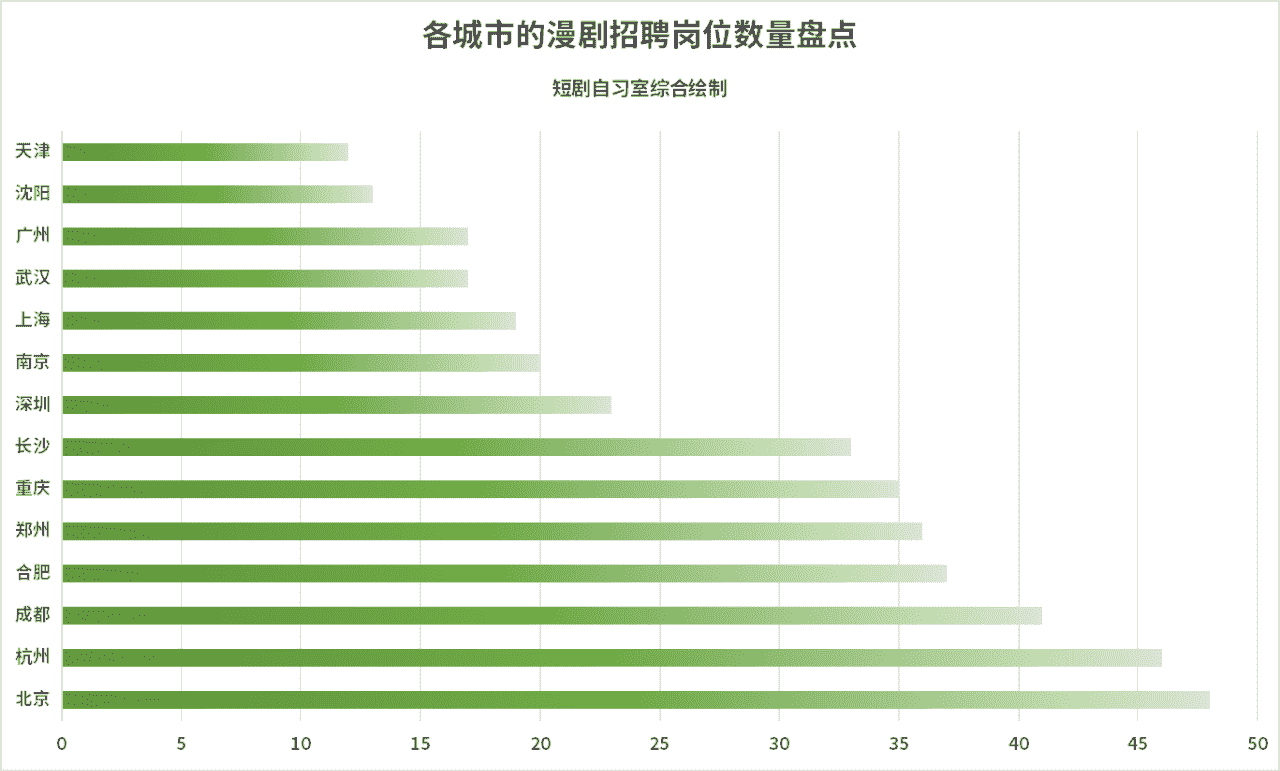 各城市的漫剧招聘岗位数量盘点
短剧自习室综合绘制
天津
沈阳
广州
武汉
上海
南京
深圳
长沙
重庆
郑州
合肥
成都
杭州
北京
0 5 10 15 20 25 30 35 40 45 50